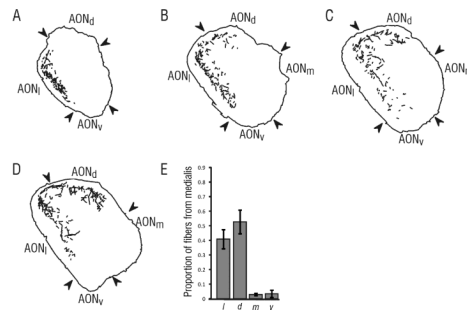 A
AONd
AONl
AONv
B
AONd
AONm
AONl
AONv
C
AONd
AONl
AONv
D
AONd
AONm
AONl
AONv
E
Proportion of fibers from medialis
0.9
0.8
0.7
0.6
0.5
0.4
0.3
0.2
0.1
0
l d m v